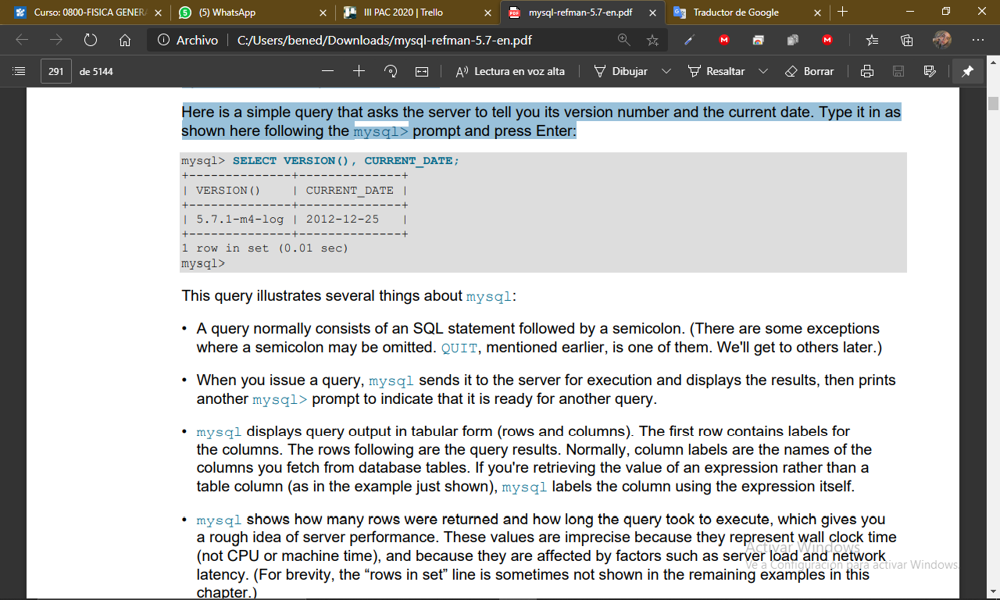 Curso: 0800-FISICA GENER
(5) WhatsApp
III PAC 2020 | Trello
mysql-refman-5.7-en.pdf
Traductor de Google
Archivo
C:/Users/bened/Downloads/mysql-refman-5.7-en.pdf
291 de 5144
Lectura en voz alta
Dibujar
Resaltar
Borrar
Here is a simple query that asks the server to tell you its version number and the current date. Type it in as
shown here following the mysql> prompt and press Enter:
mysql> SELECT VERSION(), CURRENT_DATE;
+--------------+--------------+
| VERSION()    | CURRENT_DATE |
+--------------+--------------+
| 5.7.1-m4-log | 2012-12-25   |
+--------------+--------------+
1 row in set (0.01 sec)
mysql>
This query illustrates several things about mysql:
• A query normally consists of an SQL statement followed by a semicolon. (There are some exceptions
where a semicolon may be omitted. QUIT, mentioned earlier, is one of them. We'll get to others later.)
• When you issue a query, mysql sends it to the server for execution and displays the results, then prints
another mysql> prompt to indicate that it is ready for another query.
• mysql displays query output in tabular form (rows and columns). The first row contains labels for
the columns. The rows following are the query results. Normally, column labels are the names of the
columns you fetch from database tables. If you're retrieving the value of an expression rather than a
table column (as in the example just shown), mysql labels the column using the expression itself.
• mysql shows how many rows were returned and how long the query took to execute, which gives you
a rough idea of server performance. These values are imprecise because they represent wall clock time
(not CPU or machine time), and because they are affected by factors such as server load and network
latency. (For brevity, the “rows in set” line is sometimes not shown in the remaining examples in this
chapter.)
Activar Windows
Ve a Configuración para activar Windows.